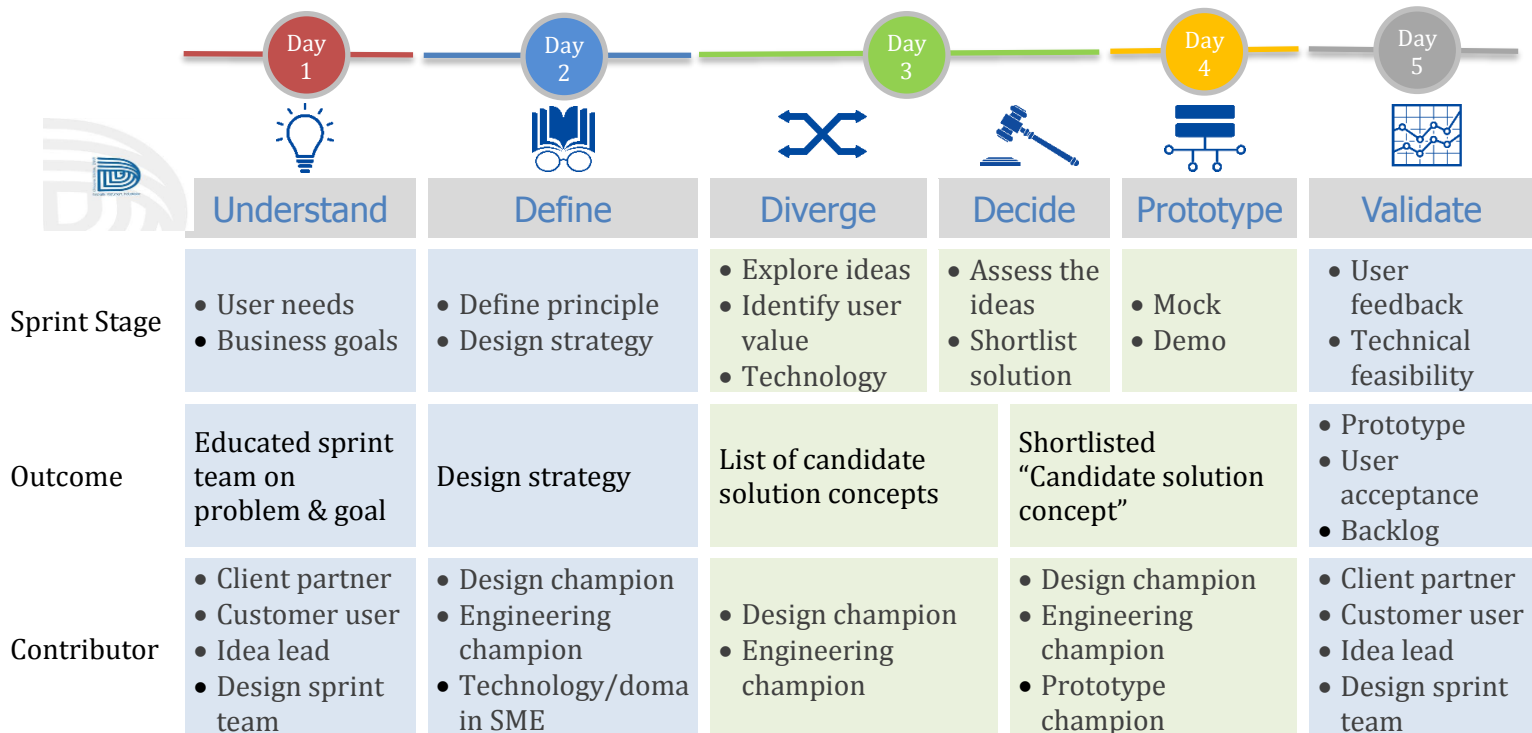 Day
1
Day
2
Day
3
Day
4
Day
5
Understand
Define
Diverge
Decide
Prototype
Validate
Sprint Stage
• User needs
• Business goals
• Define principle
• Design strategy
• Explore ideas
• Identify user
value
• Technology
• Assess the
ideas
• Shortlist
solution
• Mock
• Demo
• User
feedback
• Technical
feasibility
Outcome
Educated sprint
team on
problem & goal
Design strategy
List of candidate
solution concepts
Shortlisted
“Candidate solution
concept”
• Prototype
• User
acceptance
• Backlog
Contributor
• Client partner
• Customer user
• Idea lead
• Design sprint
team
• Design champion
• Engineering
champion
• Technology/doma
in SME
• Design champion
• Engineering
champion
• Design champion
• Engineering
champion
• Prototype
champion
• Client partner
• Customer user
• Idea lead
• Design sprint
team